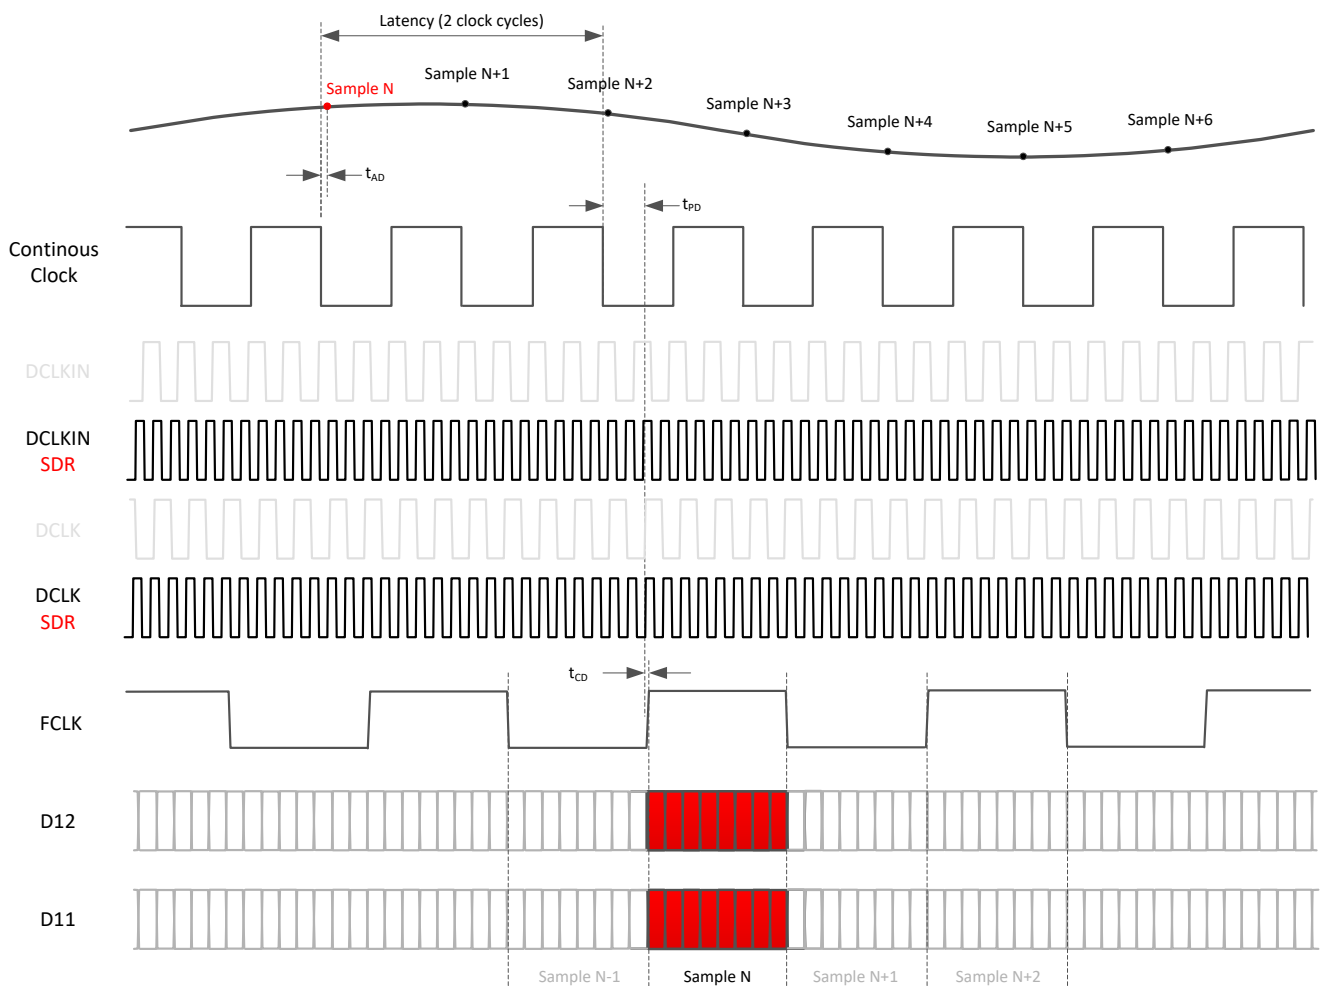 Latency (2 clock cycles)
Sample N
Sample N+1
Sample N+2
Sample N+3
Sample N+4
Sample N+5
Sample N+6
tAD
tPD
Continous
Clock
DCLKIN
DCLKIN
SDR
DCLK
DCLK
SDR
tCD
FCLK
D12
D11
Sample N-1
Sample N
Sample N+1
Sample N+2